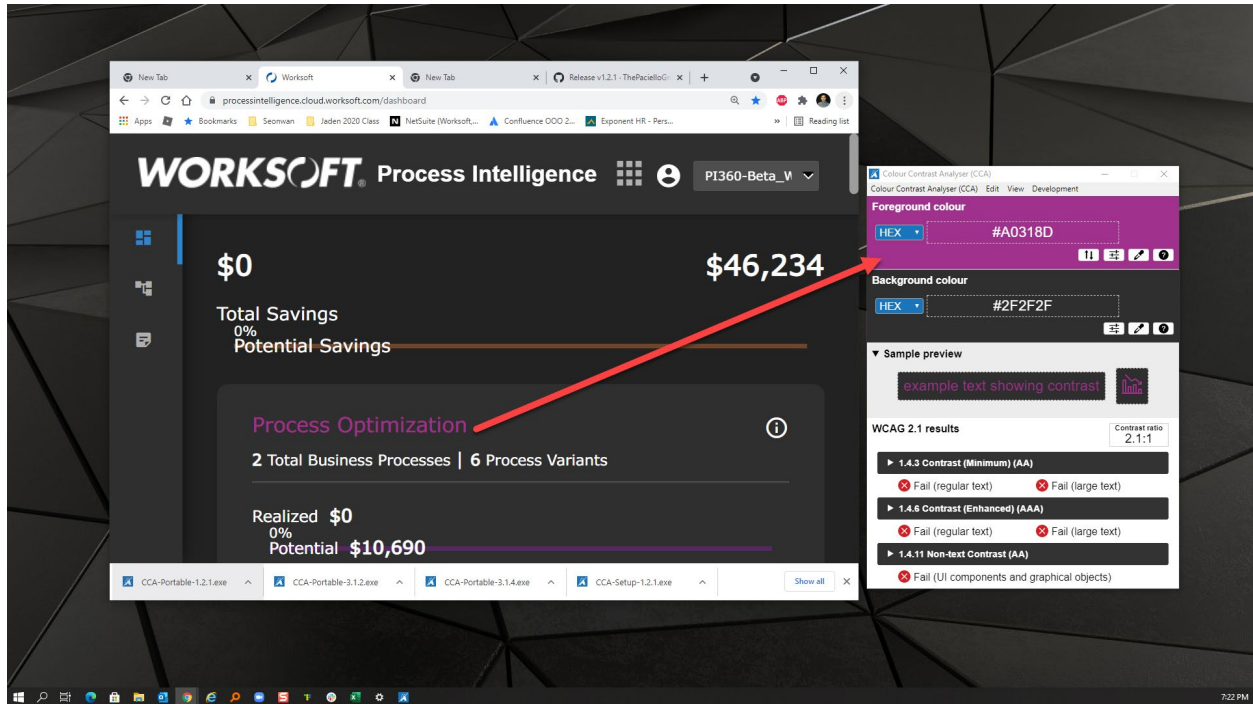 New Tab
Worksoft
New Tab
Release v1.2.1 · ThePacielloG
processintelligence.cloud.worksoft.com/dashboard
ABP
Apps
Bookmarks
Seonwan
Jaden 2020 Class
NetSuite (Worksoft,...
Confluence OOO 2...
Exponent HR - Pers...
»
Reading list
WORKSOFT® Process Intelligence
PI360-Beta_W
$0
$46,234
Total Savings
0%
Potential Savings
Process Optimization
2 Total Business Processes | 6 Process Variants
Realized $0
0%
Potential $10,690
CCA-Portable-1.2.1.exe
CCA-Portable-3.1.2.exe
CCA-Portable-3.1.4.exe
CCA-Setup-1.2.1.exe
Show all
Colour Contrast Analyser (CCA)
Colour Contrast Analyser (CCA) Edit View Development
Foreground colour
HEX
#A0318D
Background colour
HEX
#2F2F2F
Sample preview
example text showing contrast
WCAG 2.1 results
Contrast ratio
2.1:1
1.4.3 Contrast (Minimum) (AA)
Fail (regular text)
Fail (large text)
1.4.6 Contrast (Enhanced) (AAA)
Fail (regular text)
Fail (large text)
1.4.11 Non-text Contrast (AA)
Fail (UI components and graphical objects)
7:22 PM